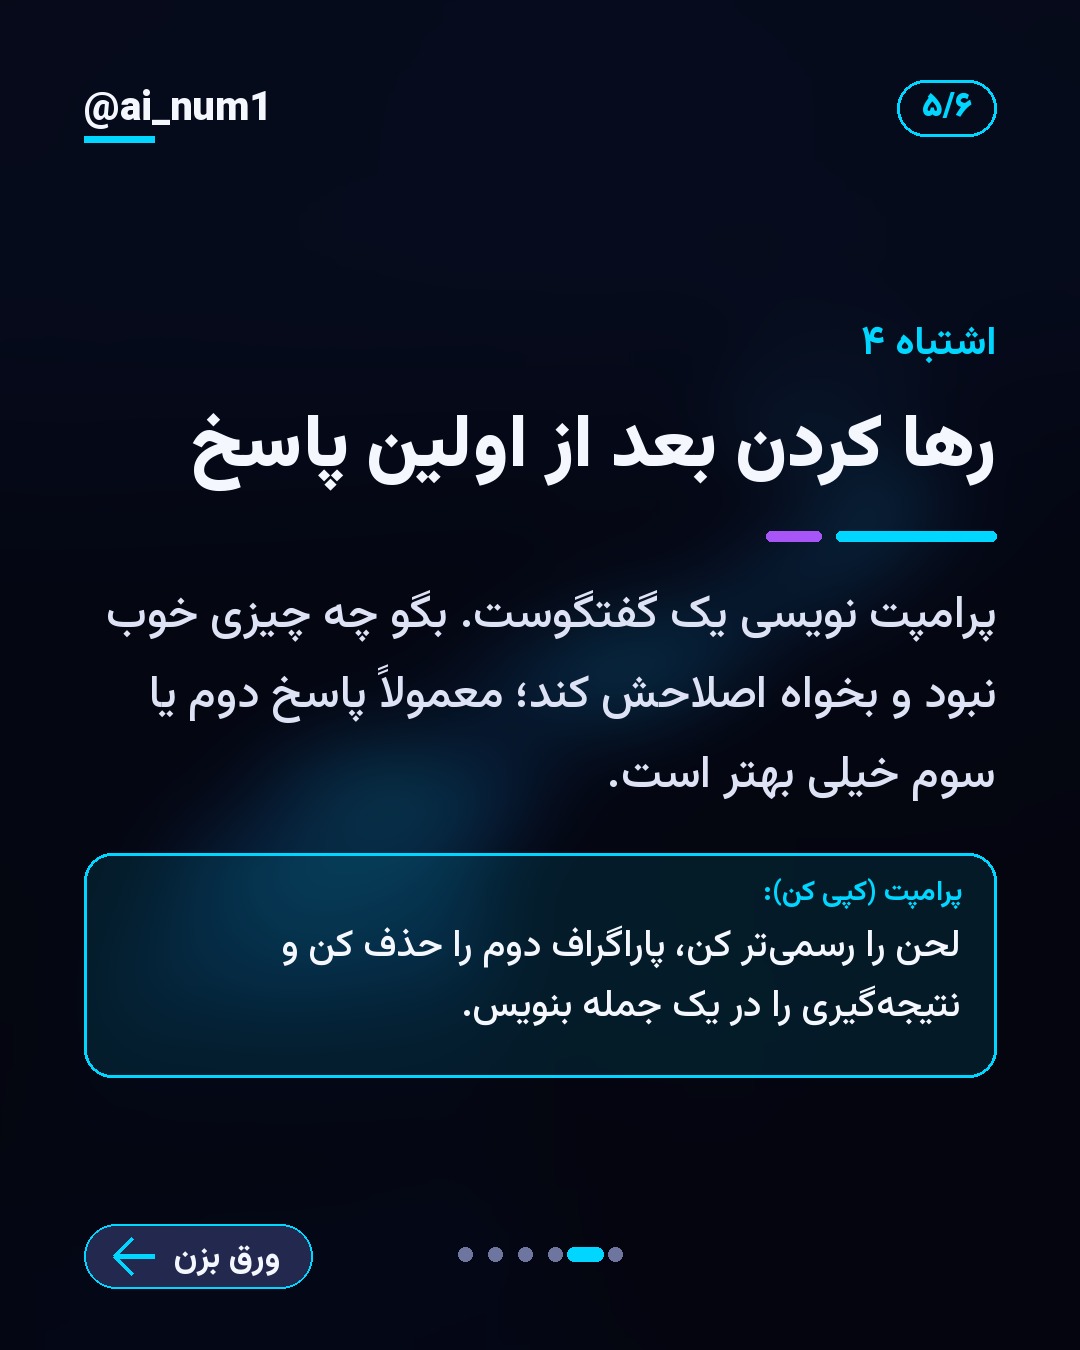 @ai_num1
۵/۶
اشتباه ۴
رها کردن بعد از اولین پاسخ
پرامپت نویسی یک گفتگوست. بگو چه چیزی خوب
نبود و بخواه اصلاحش کند؛ معمولاً پاسخ دوم یا
سوم خیلی بهتر است.
پرامپت (کپی کن):
لحن را رسمی‌تر کن، پاراگراف دوم را حذف کن و
نتیجه‌گیری را در یک جمله بنویس.
ورق بزن